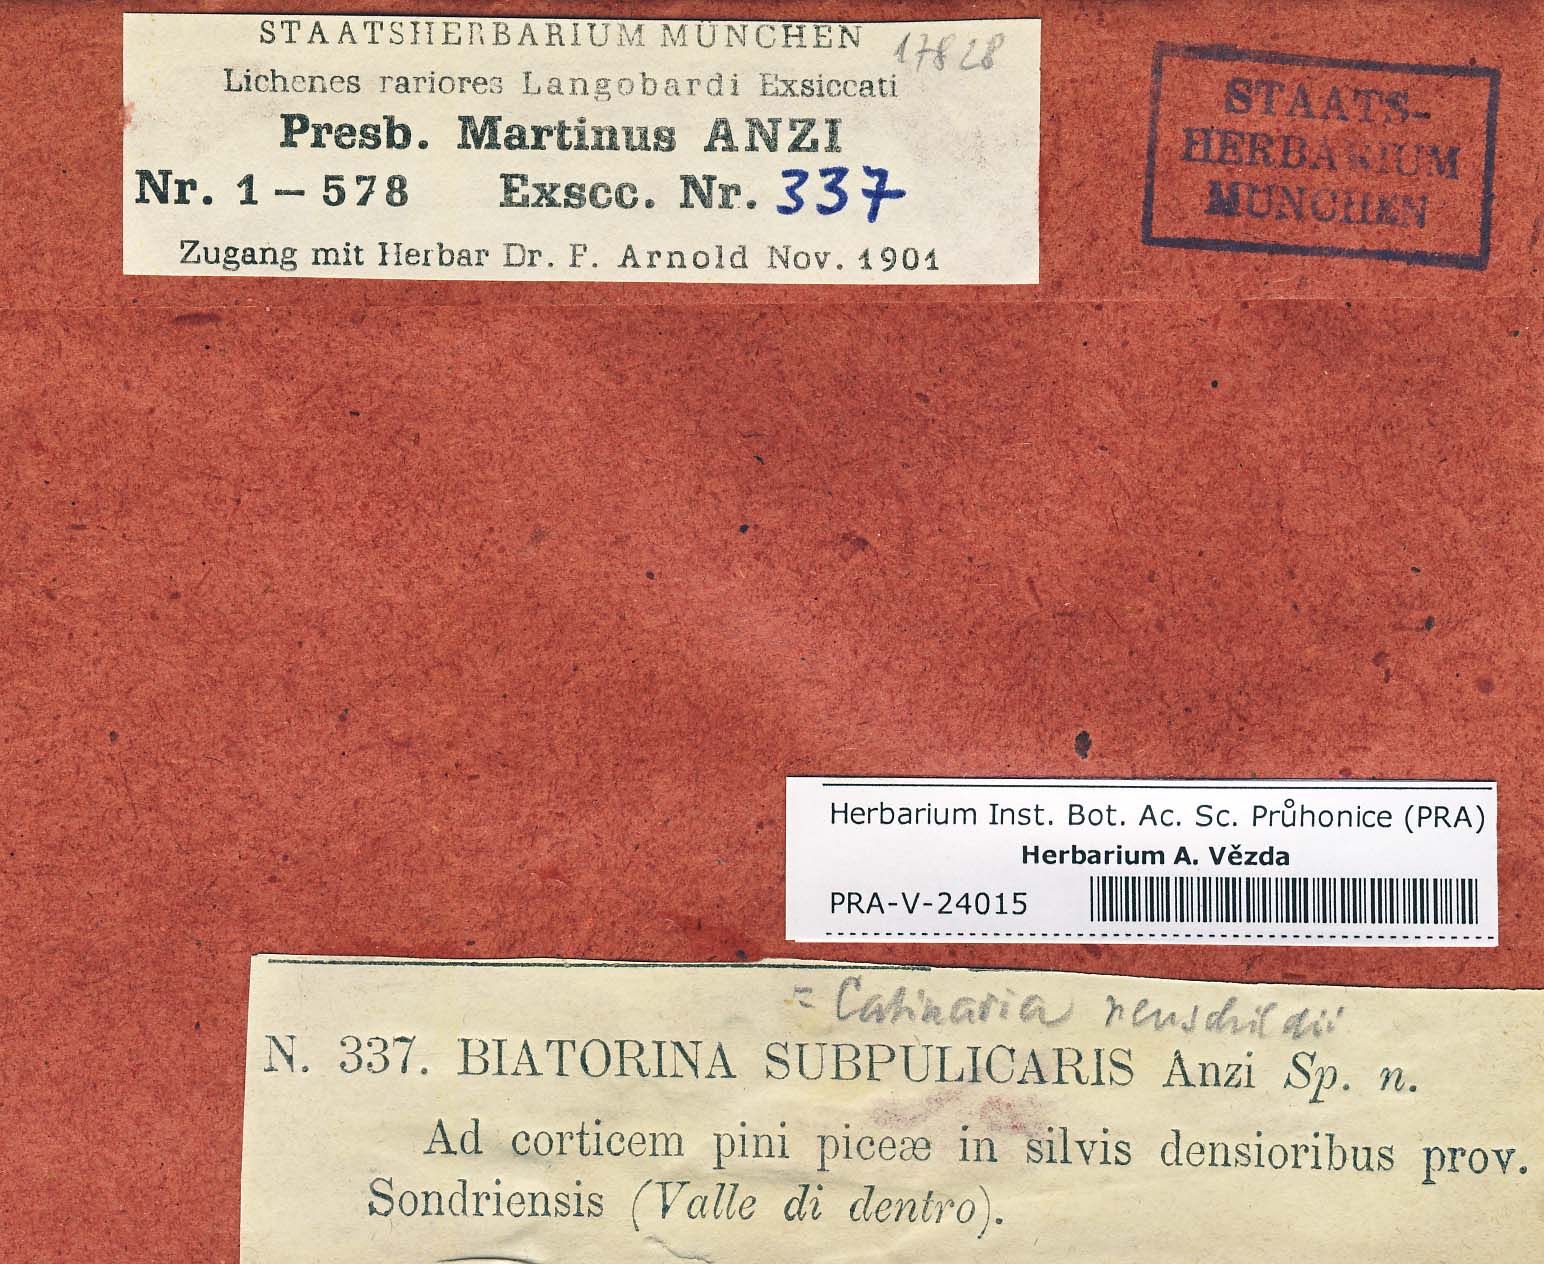 STAATSHERBARIUM MÜNCHEN
17828
Lichenes rariores Langobardi Exsiccati
Presb. Martinus ANZI
Nr. 1 – 578 Exscc. Nr. 337
Zugang mit Herbar Dr. F. Arnold Nov. 1901
STAATS-
HERBARIUM
MÜNCHEN
Herbarium Inst. Bot. Ac. Sc. Průhonice (PRA)
Herbarium A. Vězda
PRA-V-24015
= Catinaria neuschildii
N. 337. BIATORINA SUBPULICARIS Anzi Sp. n.
Ad corticem pini piceæ in silvis densioribus prov.
Sondriensis (Valle di dentro).